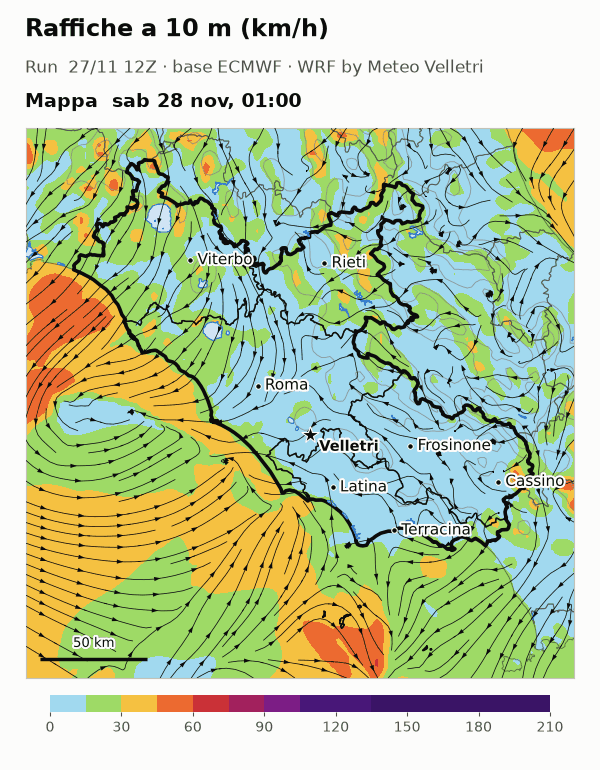 Raffiche a 10 m (km/h)
Run  27/11 12Z · base ECMWF · WRF by Meteo Velletri
Mappa  sab 28 nov, 01:00
Viterbo
Rieti
Roma
Velletri
Frosinone
Cassino
Latina
Terracina
50 km
0 30 60 90 120 150 180 210